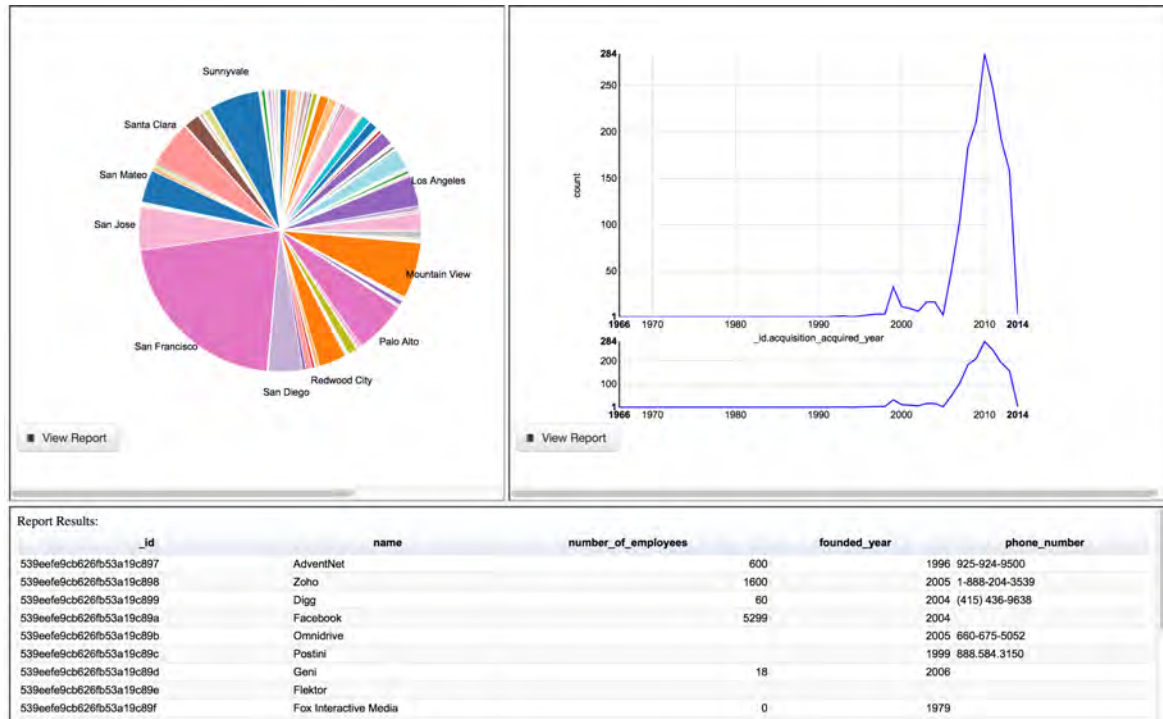 Sunnyvale
Santa Clara
San Mateo
San Jose
San Francisco
San Diego
Redwood City
Palo Alto
Mountain View
Los Angeles
View Report
284
250
200
150
100
50
1
count
1966 1970 1980 1990 2000 2010 2014
_id.acquisition_acquired_year
284
200
100
1
1966 1970 1980 1990 2000 2010 2014
View Report
Report Results:
_id name number_of_employees founded_year phone_number
539eefe9cb626fb53a19c897 AdventNet 600 1996 925-924-9500
539eefe9cb626fb53a19c898 Zoho 1600 2005 1-888-204-3539
539eefe9cb626fb53a19c899 Digg 60 2004 (415) 436-9638
539eefe9cb626fb53a19c89a Facebook 5299 2004
539eefe9cb626fb53a19c89b Omnidrive 2005 660-675-5052
539eefe9cb626fb53a19c89c Postini 1999 888.584.3150
539eefe9cb626fb53a19c89d Geni 18 2006
539eefe9cb626fb53a19c89e Flektor
539eefe9cb626fb53a19c89f Fox Interactive Media 0 1979